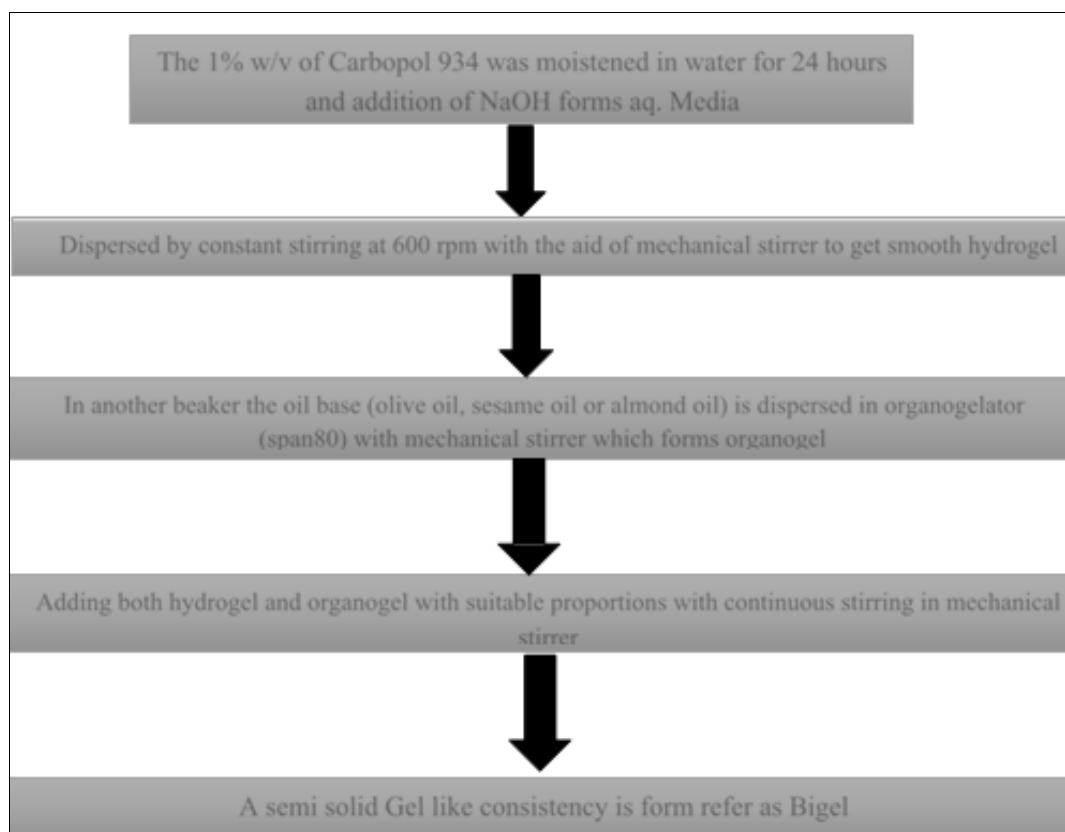 The 1% w/v of Carbopol 934 was moistened in water for 24 hours
and addition of NaOH forms aq. Media
Dispersed by constant stirring at 600 rpm with the aid of mechanical stirrer to get smooth hydrogel
In another beaker the oil base (olive oil, sesame oil or almond oil) is dispersed in organogelator
(span80) with mechanical stirrer which forms organogel
Adding both hydrogel and organogel with suitable proportions with continuous stirring in mechanical
stirrer
A semi solid Gel like consistency is form refer as Bigel